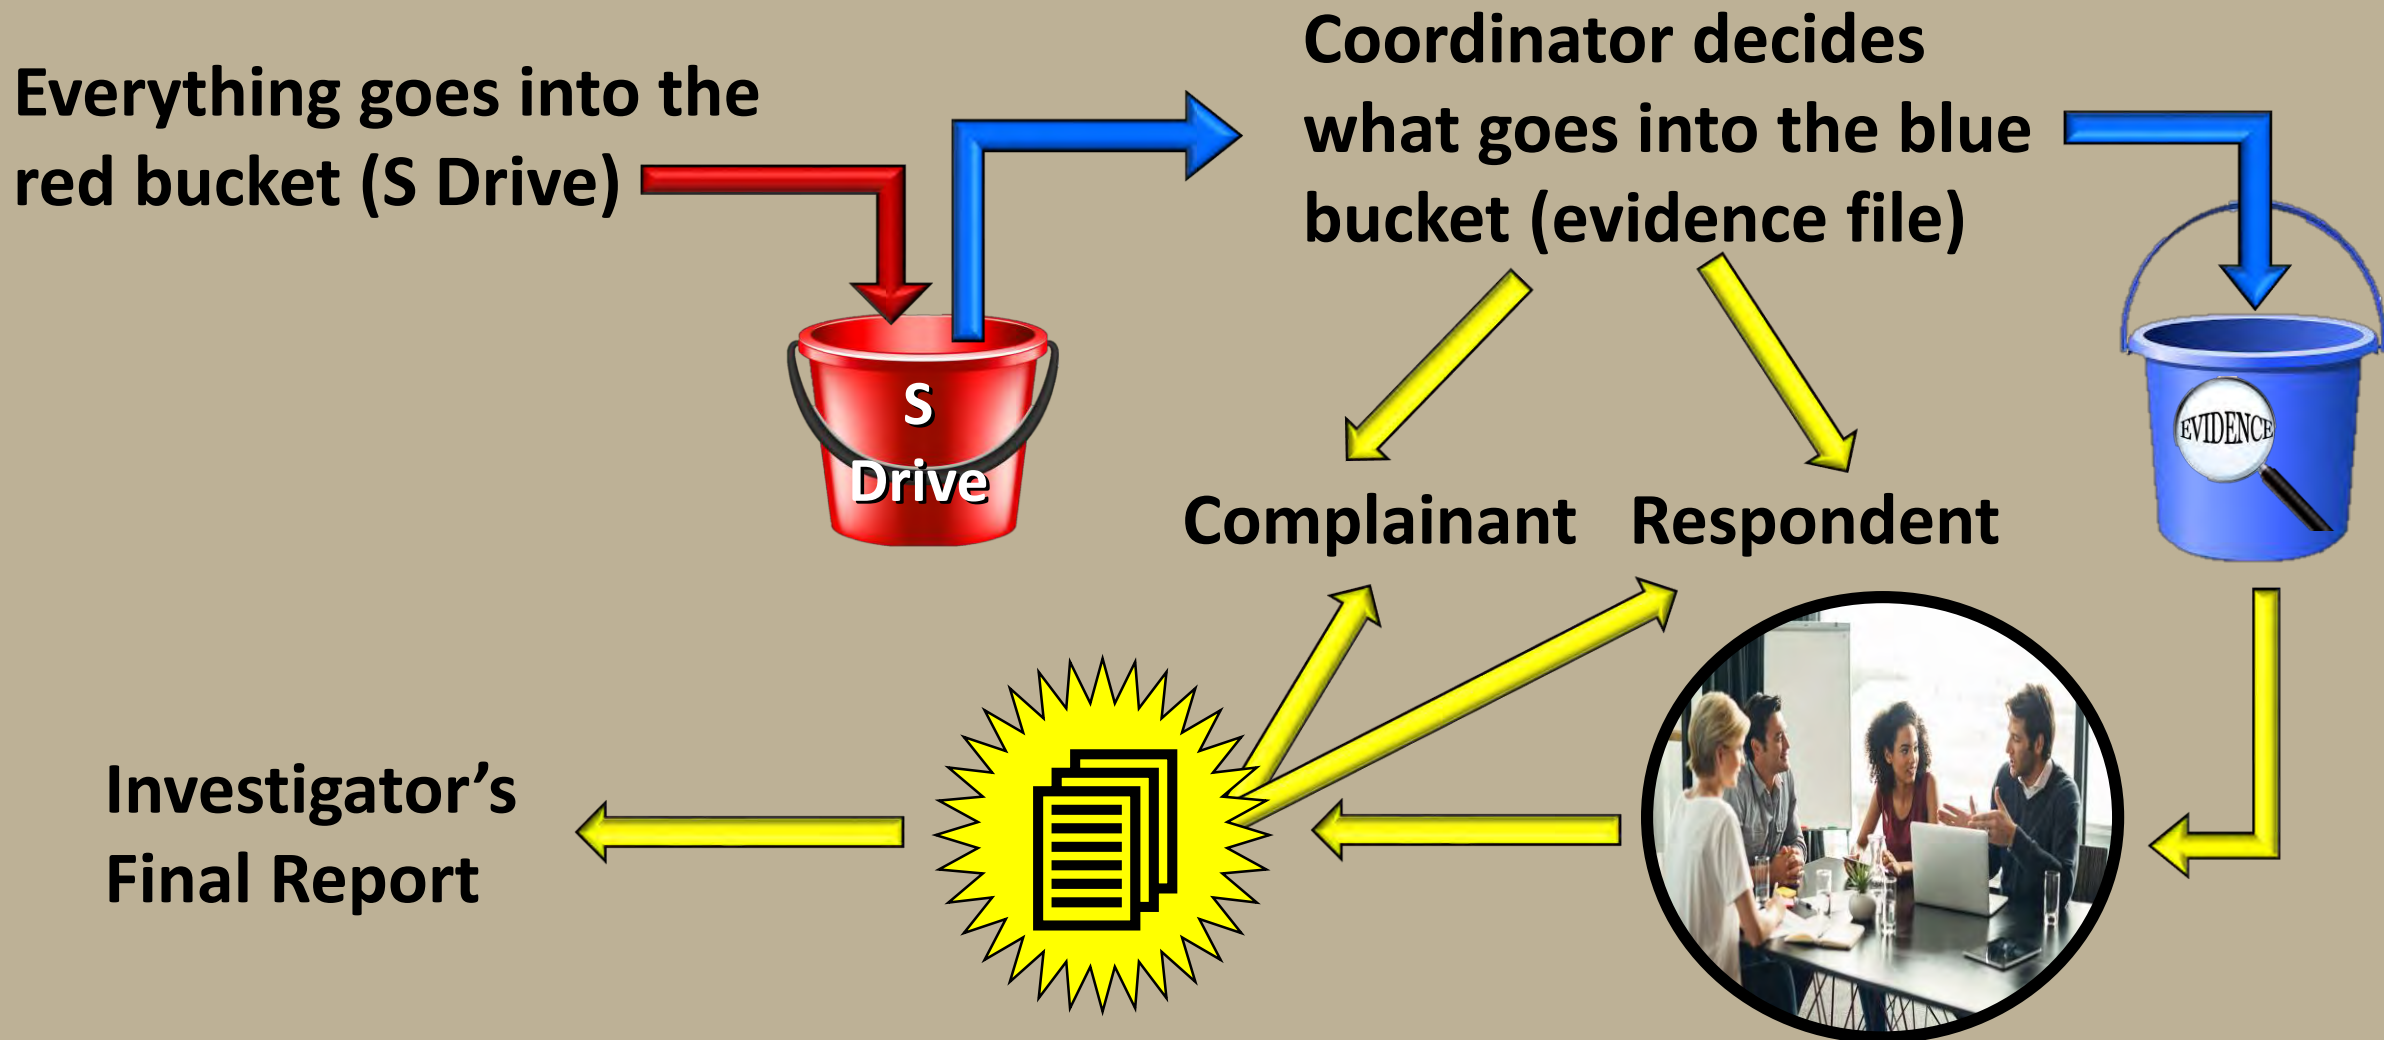 Everything goes into the
red bucket (S Drive)
Coordinator decides
what goes into the blue
bucket (evidence file)
S
Drive
EVIDENCE
Complainant
Respondent
Investigator’s
Final Report